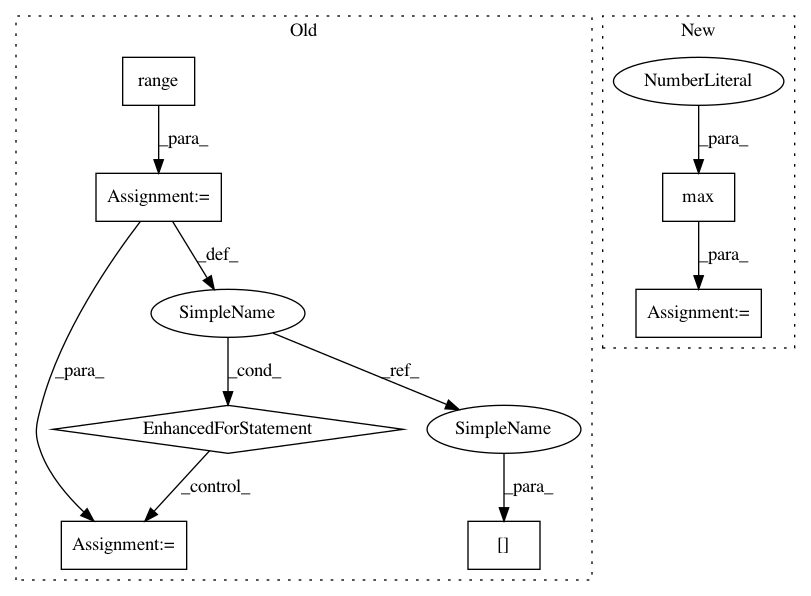 Old
New
range
NumberLiteral
_para_
_para_
Assignment:=
max
_def_
_para_
SimpleName
Assignment:=
_para_
_cond_
_ref_
EnhancedForStatement
SimpleName
_control_
_para_
Assignment:=
[]